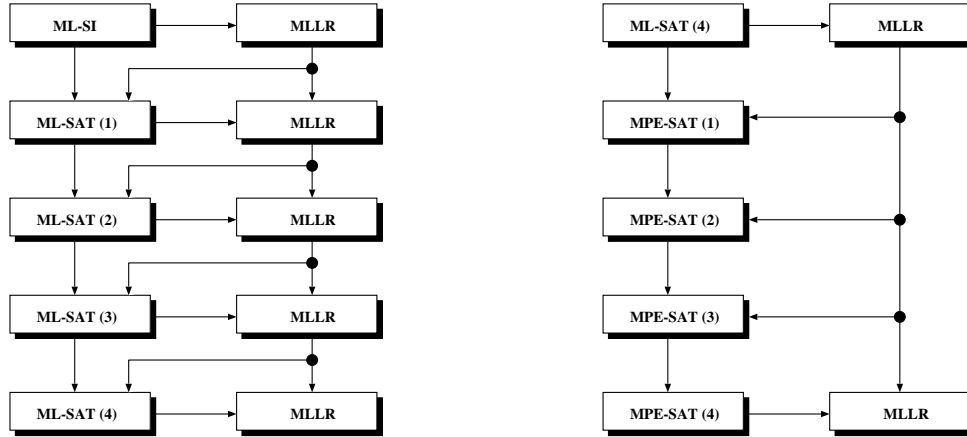 ML-SI
MLLR
ML-SAT (1)
MLLR
ML-SAT (2)
MLLR
ML-SAT (3)
MLLR
ML-SAT (4)
MLLR
ML-SAT (4)
MLLR
MPE-SAT (1)
MPE-SAT (2)
MPE-SAT (3)
MPE-SAT (4)
MLLR